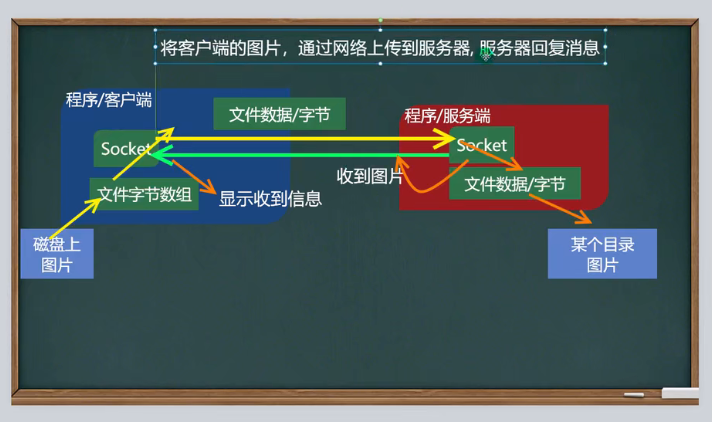 将客户端的图片，通过网络上传到服务器, 服务器回复消息
程序/客户端
文件数据/字节
程序/服务端
Socket
Socket
收到图片
文件数据/字节
文件字节数组
显示收到信息
磁盘上
图片
某个目录
图片